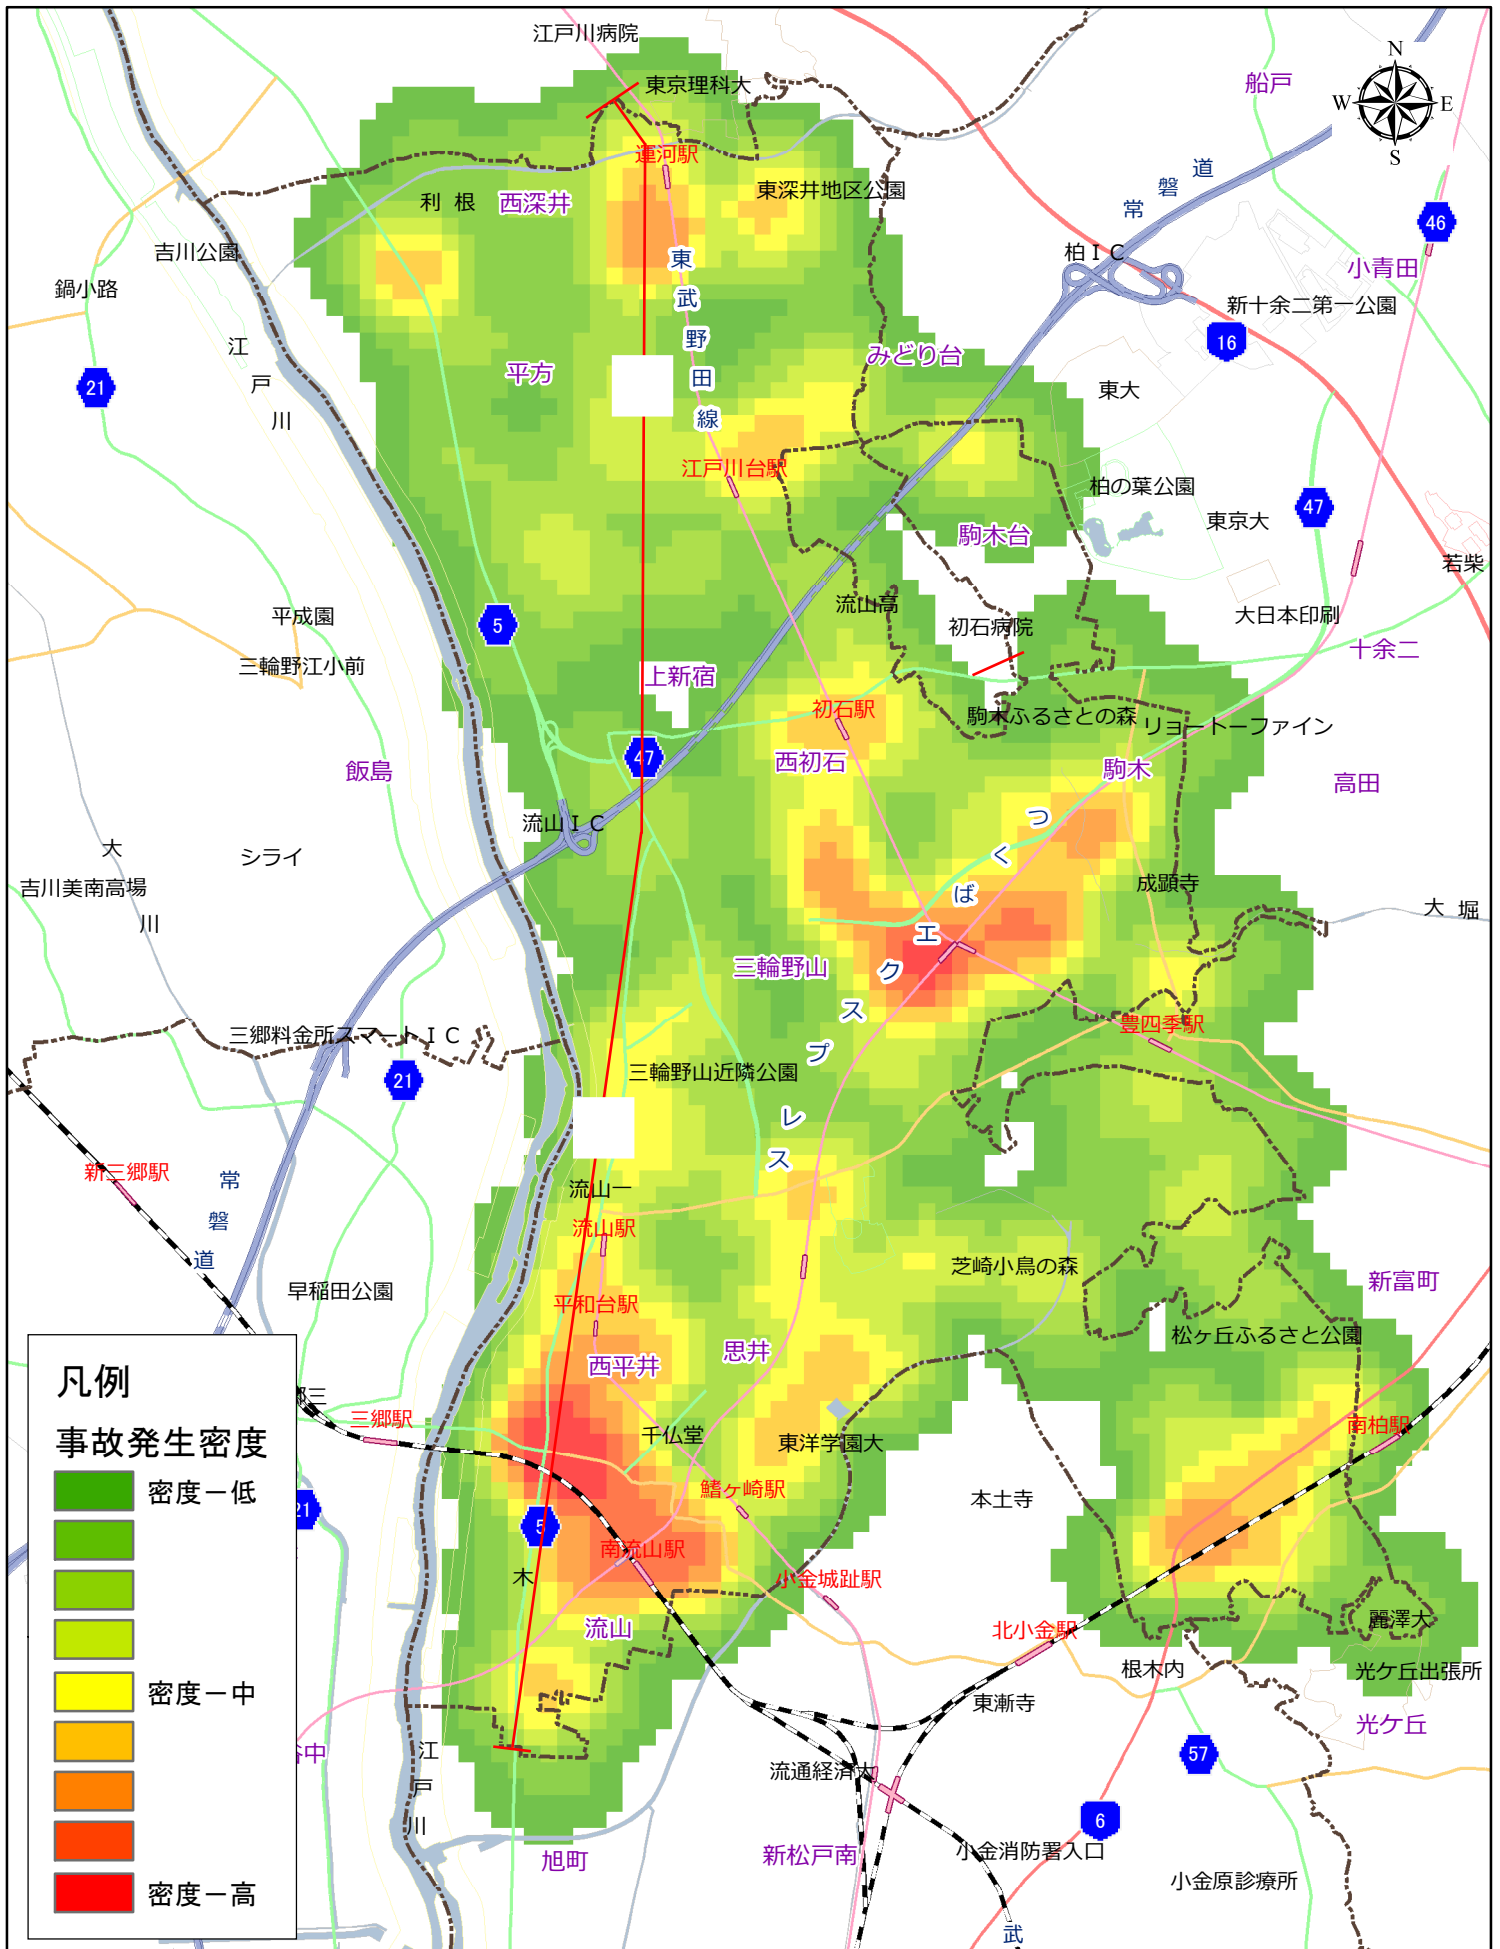 江戸川病院
東京理科大
船戸
N
W
E
S
運河駅
東深井地区公園
利根
西深井
常磐道
46
吉川公園
東武野田線
柏IC
小青田
鍋小路
新十余二第一公園
江戸川
16
みどり台
平方
21
東大
江戸川台駅
柏の葉公園
47
東京大
駒木台
若柴
平成園
5
流山高
初石病院
大日本印刷
十余二
三輪野江小前
上新宿
初石駅
駒木ふるさとの森
リョートーファイン
47
西初石
駒木
飯島
高田
流山IC
つくばエクスプレス
大
シライ
吉川美南高場
川
成顕寺
大堀
三輪野山
三郷料金所スマートIC
豊四季駅
21
三輪野山近隣公園
新三郷駅
常磐道
流山一
流山駅
芝崎小鳥の森
早稲田公園
平和台駅
新富町
松ヶ丘ふるさと公園
西平井
思井
郷三
三郷駅
千仏堂
東洋学園大
南柏駅
鰭ヶ崎駅
本土寺
21
5
南流山駅
木
小金城趾駅
流山
北小金駅
麗澤大
根木内
光ケ丘出張所
東漸寺
光ケ丘
中
江戸川
57
流通経済大
6
旭町
新松戸南
小金消防署入口
小金原診療所
武
凡例
事故発生密度
密度－低
密度－中
密度－高